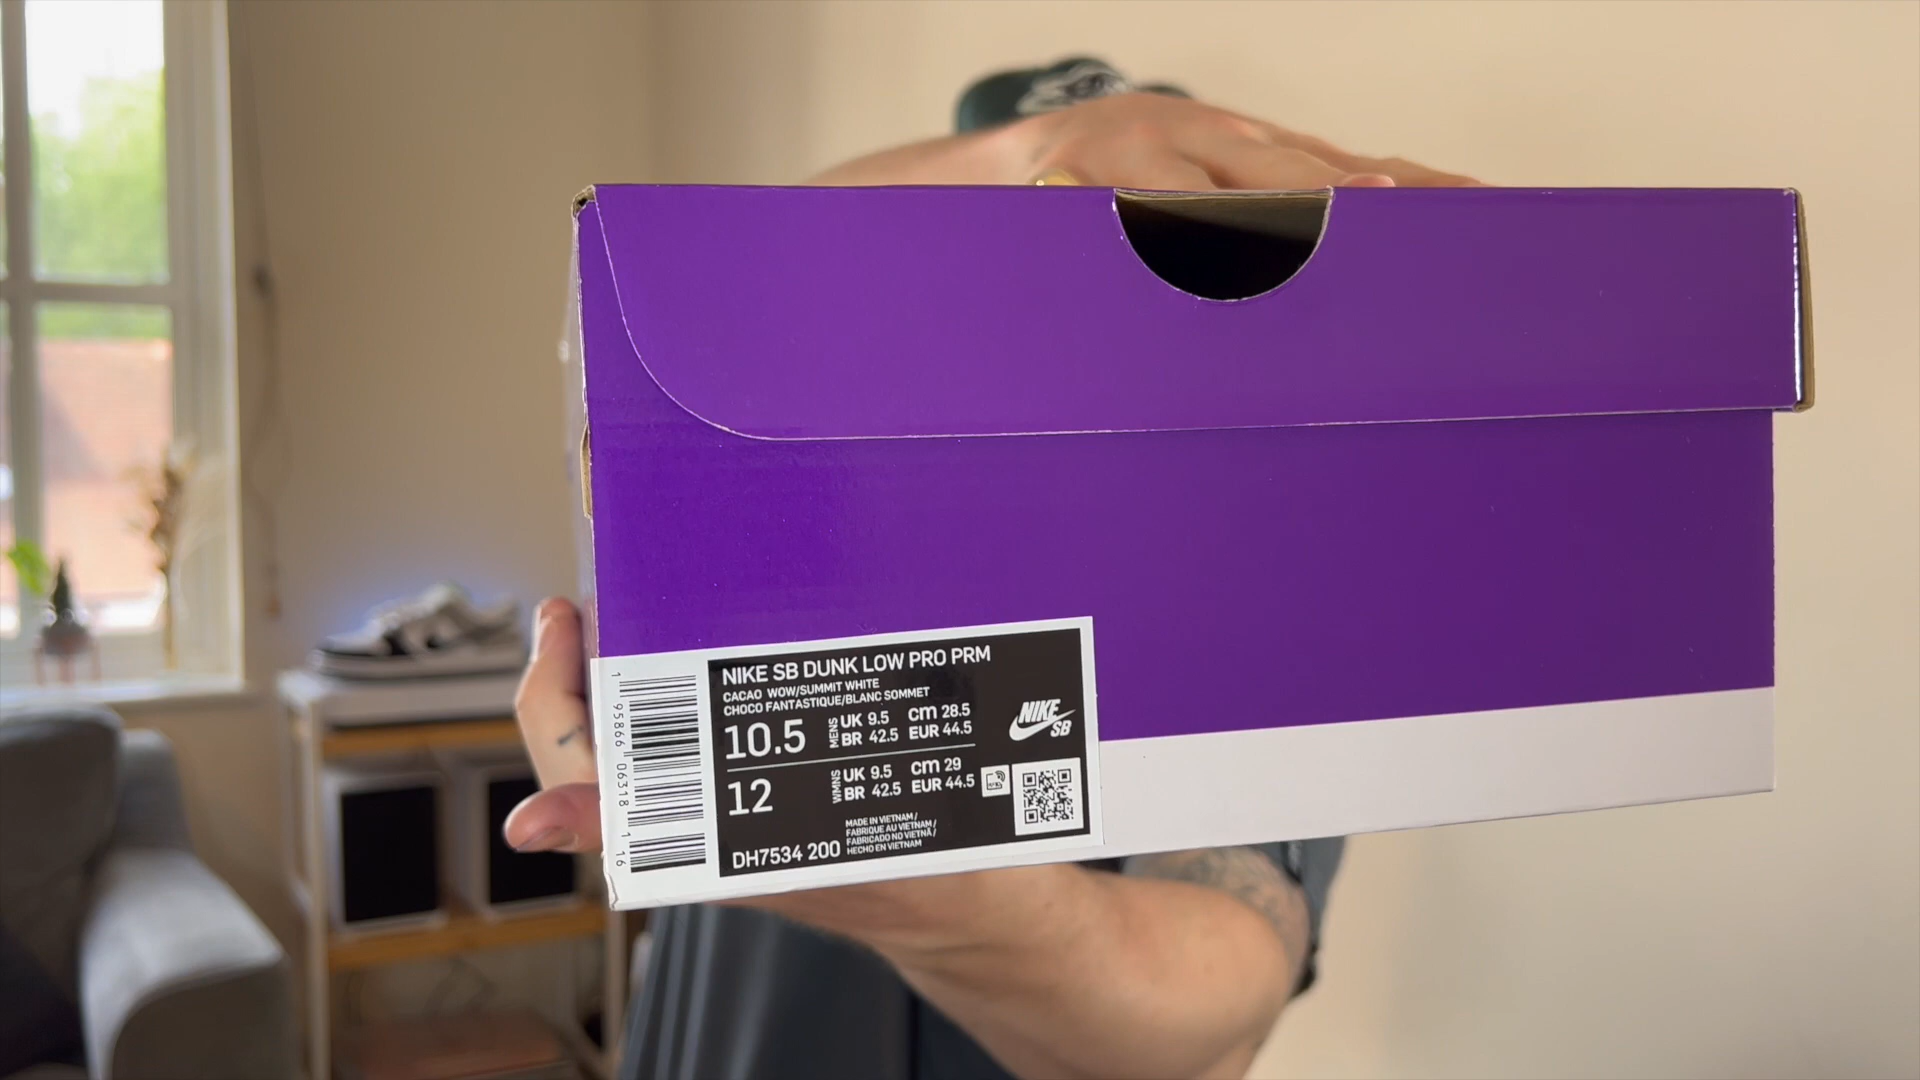 NIKE SB DUNK LOW PRO PRM
CACAO WOW/SUMMIT WHITE
CHOCO FANTASTIQUE/BLANC SOMMET
10.5 MENS UK 9.5 CM 28.5
BR 42.5 EUR 44.5
12 WMNS UK 9.5 CM 29
BR 42.5 EUR 44.5
MADE IN VIETNAM/
FABRIQUE AU VIETNAM/
FABRICADO NO VIETNÃ/
HECHO EN VIETNAM
DH7534 200
NIKE
SB
1 95866 06318 1 16